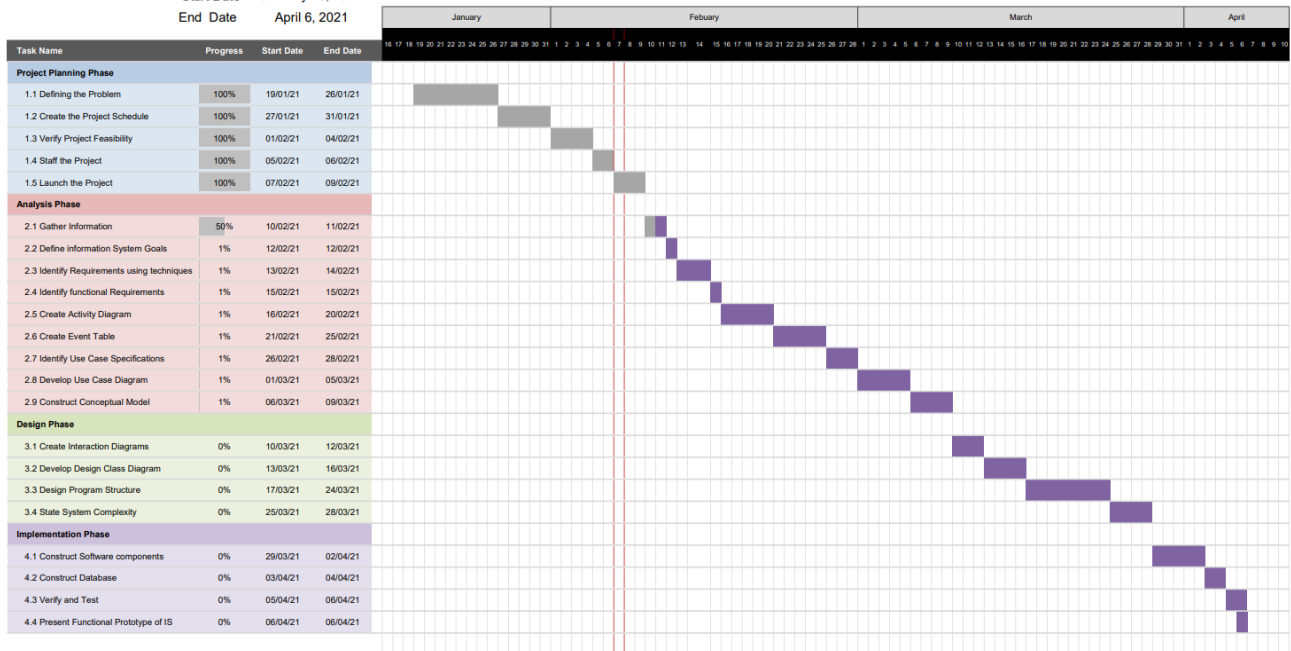 End Date April 6, 2021
January Febuary March April
Task Name Progress Start Date End Date 16 17 18 19 20 21 22 23 24 25 26 27 28 29 30 31 1 2 3 4 5 6 7 8 9 10 11 12 13 14 15 16 17 18 19 20 21 22 23 24 25 26 27 28 1 2 3 4 5 6 7 8 9 10 11 12 13 14 15 16 17 18 19 20 21 22 23 24 25 26 27 28 29 30 31 1 2 3 4 5 6 7 8 9 10
Project Planning Phase
1.1 Defining the Problem 100% 19/01/21 26/01/21
1.2 Create the Project Schedule 100% 27/01/21 31/01/21
1.3 Verify Project Feasibility 100% 01/02/21 04/02/21
1.4 Staff the Project 100% 05/02/21 06/02/21
1.5 Launch the Project 100% 07/02/21 09/02/21
Analysis Phase
2.1 Gather Information 50% 10/02/21 11/02/21
2.2 Define information System Goals 1% 12/02/21 12/02/21
2.3 Identify Requirements using techniques 1% 13/02/21 14/02/21
2.4 Identify functional Requirements 1% 15/02/21 15/02/21
2.5 Create Activity Diagram 1% 16/02/21 20/02/21
2.6 Create Event Table 1% 21/02/21 25/02/21
2.7 Identify Use Case Specifications 1% 26/02/21 28/02/21
2.8 Develop Use Case Diagram 1% 01/03/21 05/03/21
2.9 Construct Conceptual Model 1% 06/03/21 09/03/21
Design Phase
3.1 Create Interaction Diagrams 0% 10/03/21 12/03/21
3.2 Develop Design Class Diagram 0% 13/03/21 16/03/21
3.3 Design Program Structure 0% 17/03/21 24/03/21
3.4 State System Complexity 0% 25/03/21 28/03/21
Implementation Phase
4.1 Construct Software components 0% 29/03/21 02/04/21
4.2 Construct Database 0% 03/04/21 04/04/21
4.3 Verify and Test 0% 05/04/21 06/04/21
4.4 Present Functional Prototype of IS 0% 06/04/21 06/04/21